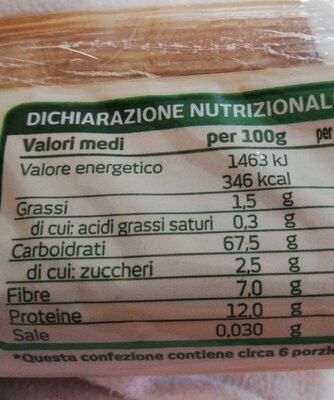 DICHIARAZIONE NUTRIZIONAL
Valori medi per 100g per
Valore energetico 1463 kJ
346 kcal
Grassi 1,5 g
di cui: acidi grassi saturi 0,3 g
Carboidrati 67,5 g
di cui: zuccheri 2,5 g
Fibre 7,0 g
Proteine 12,0 g
Sale 0,030 g
*Questa confezione contiene circa 6 porzio